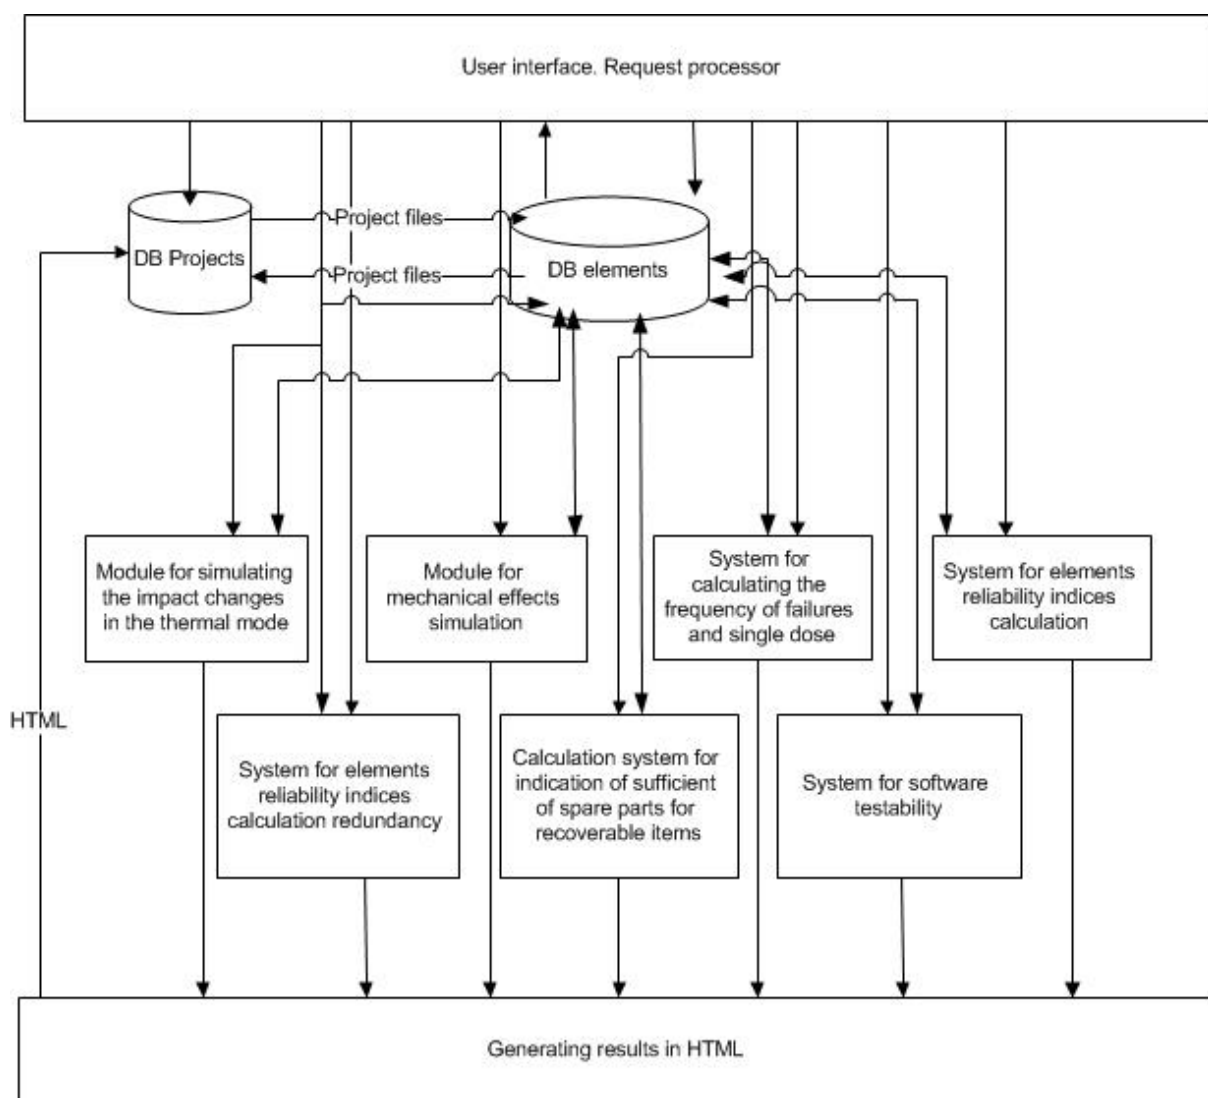 User interface. Request processor
Project files
DB Projects
DB elements
Project files
Module for simulating
the impact changes
in the thermal mode
Module for
mechanical effects
simulation
System for
calculating the
frequency of failures
and single dose
System for elements
reliability indices
calculation
HTML
System for elements
reliability indices
calculation redundancy
Calculation system for
indication of sufficient
of spare parts for
recoverable items
System for software
testability
Generating results in HTML